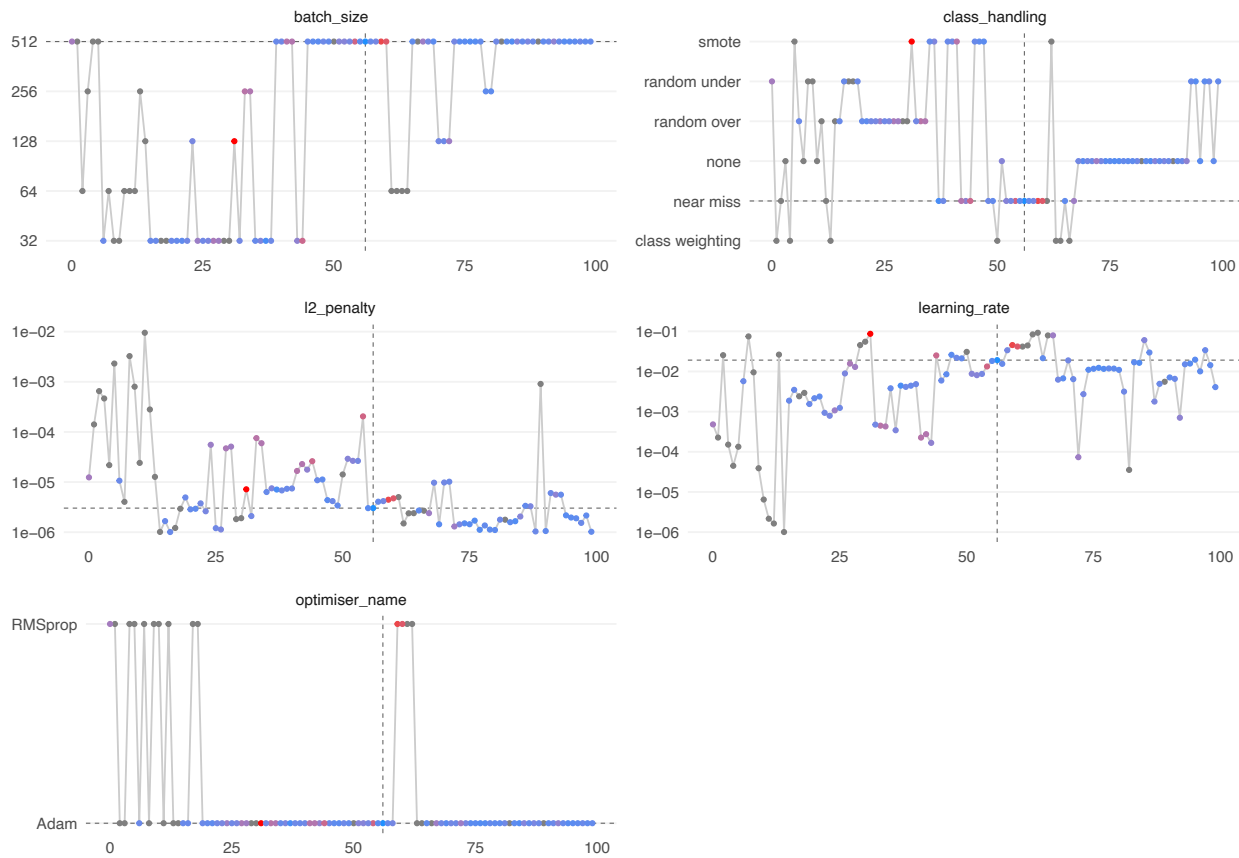 batch_size
512
256
128
64
32
0
25
50
75
100
class_handling
smote
random under
random over
none
near miss
class weighting
0
25
50
75
100
l2_penalty
1e−02
1e−03
1e−04
1e−05
1e−06
0
25
50
75
100
learning_rate
1e−01
1e−02
1e−03
1e−04
1e−05
1e−06
0
25
50
75
100
optimiser_name
RMSprop
Adam
0
25
50
75
100